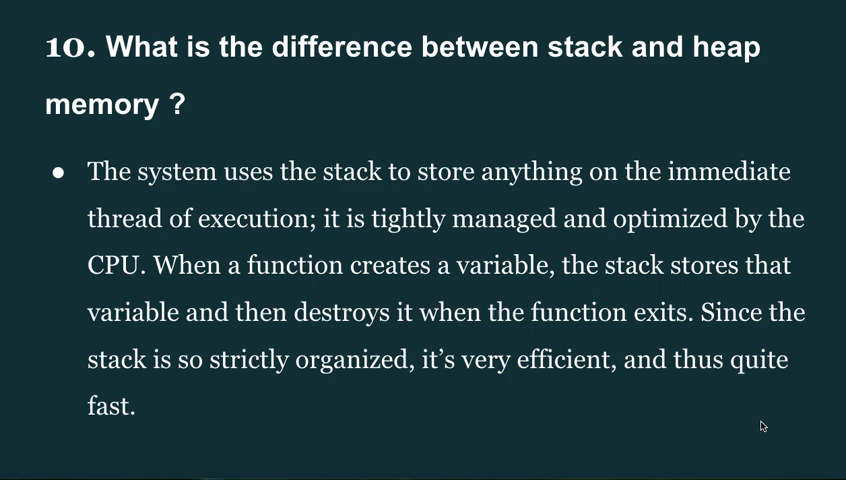 10. What is the difference between stack and heap
memory ?
● The system uses the stack to store anything on the immediate
thread of execution; it is tightly managed and optimized by the
CPU. When a function creates a variable, the stack stores that
variable and then destroys it when the function exits. Since the
stack is so strictly organized, it’s very efficient, and thus quite
fast.